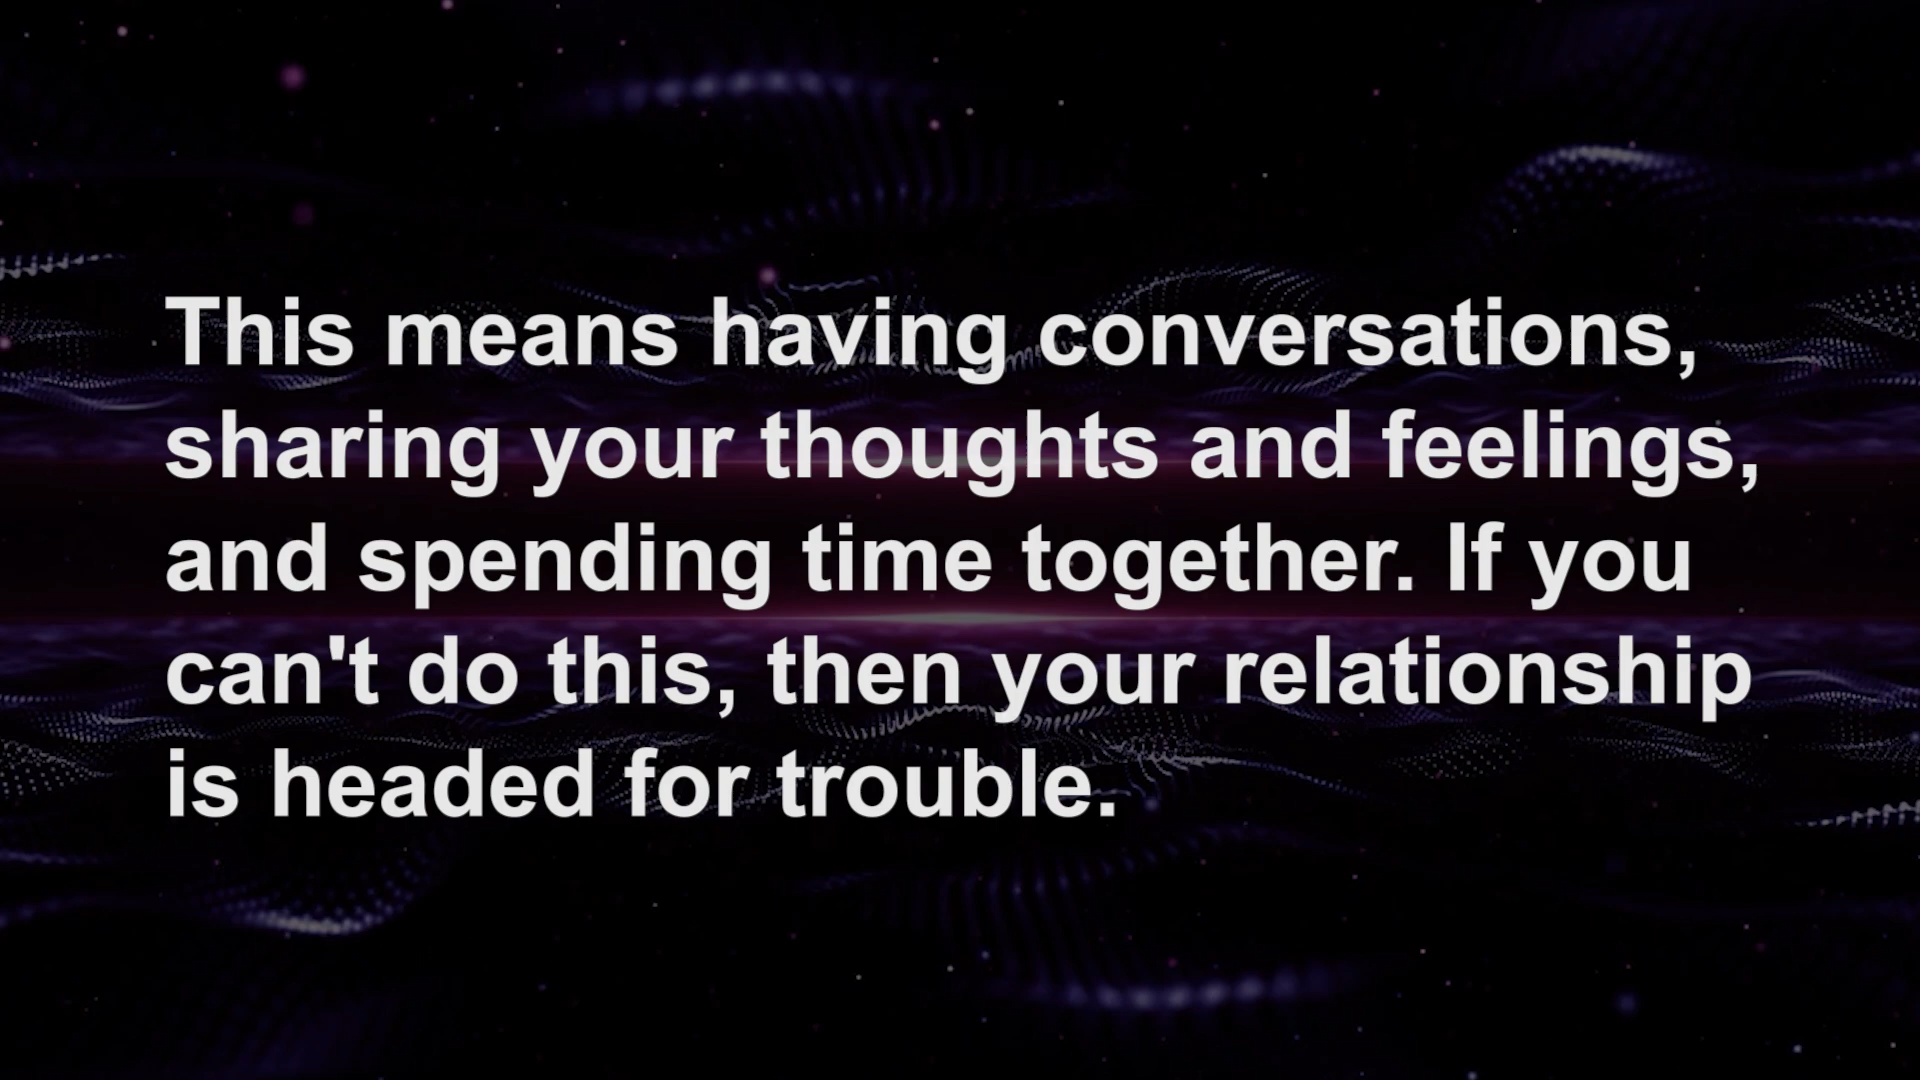 This means having conversations,
sharing your thoughts and feelings,
and spending time together. If you
can't do this, then your relationship
is headed for trouble.